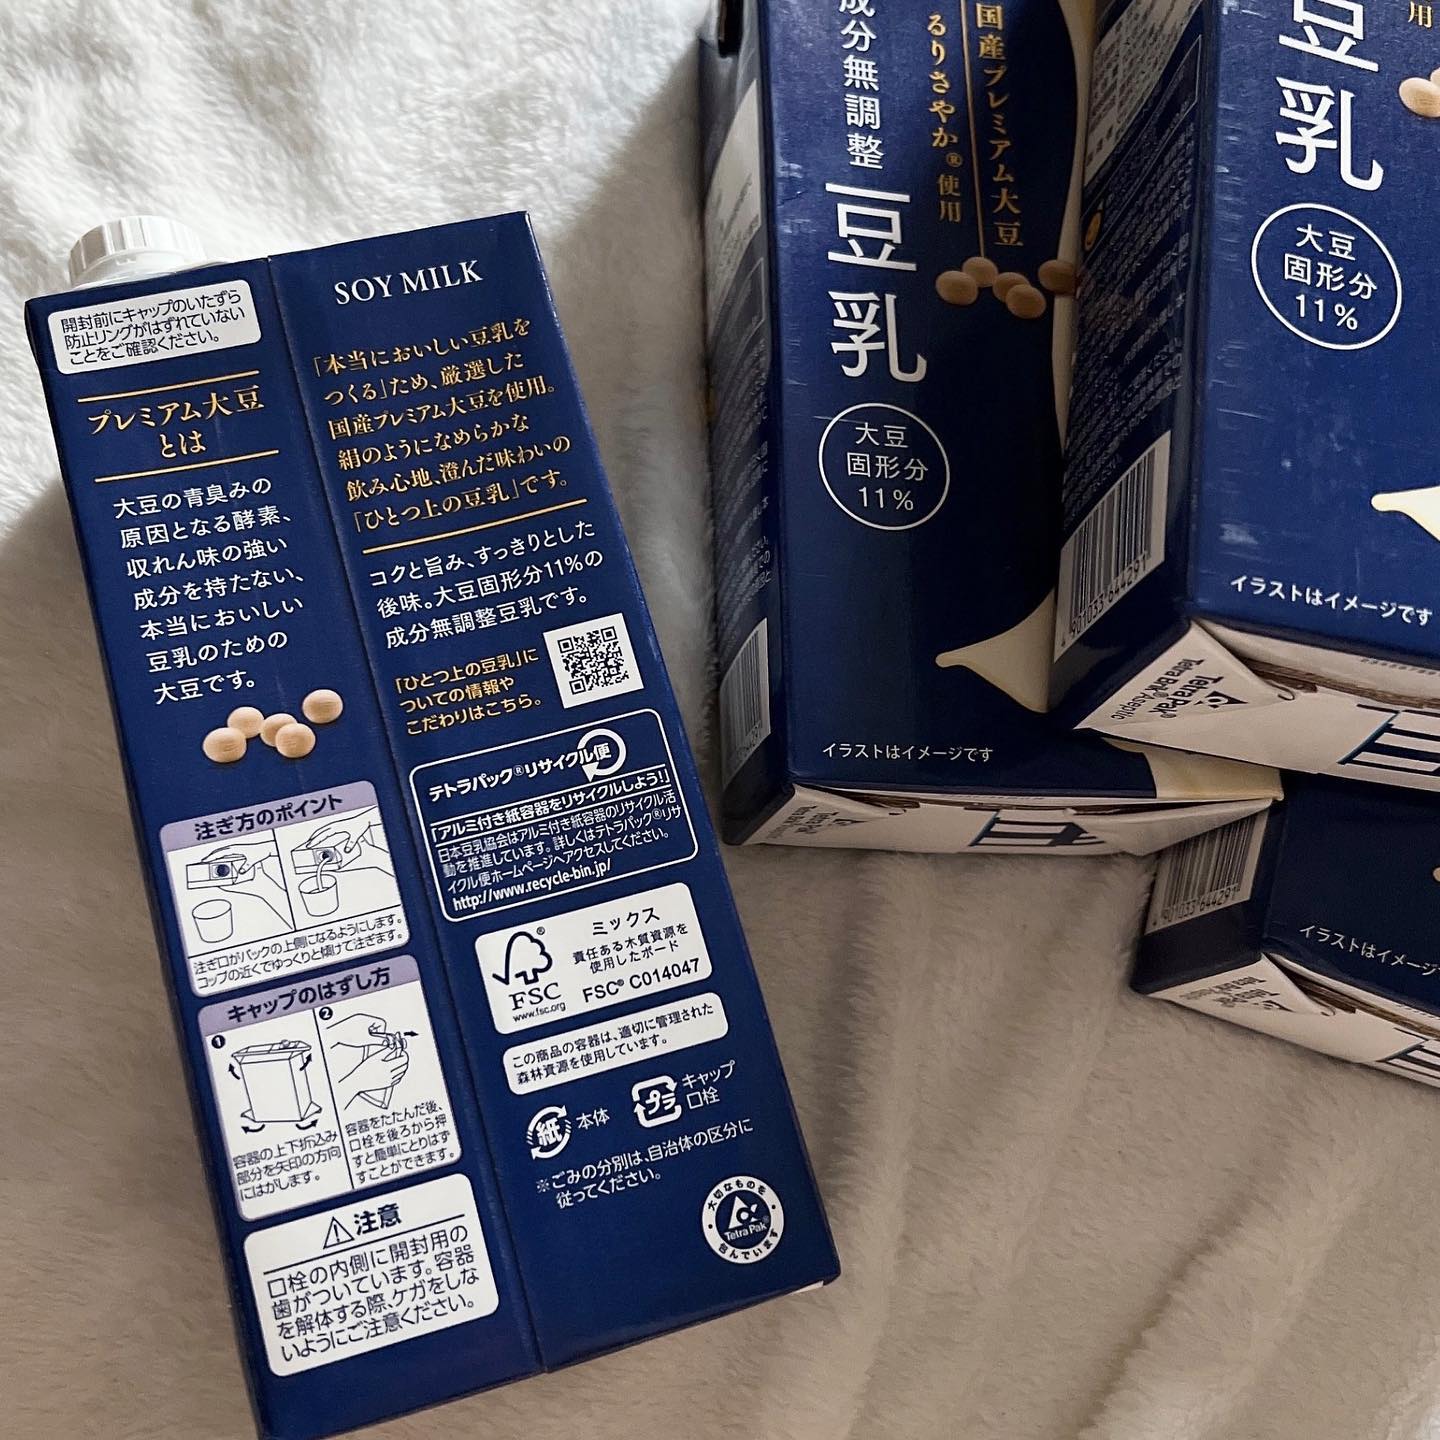 開封前にキャップのいたずら
防止リングがはずれていない
ことをご確認ください。
プレミアム大豆
とは
大豆の青臭みの
原因となる酵素、
収れん味の強い
成分を持たない、
本当においしい
豆乳のための
大豆です。
注ぎ方のポイント
注ぎ口がパックの上側になるようにします。
コップの近くでゆっくりと傾けて注ぎます。
キャップのはずし方
❶
容器の上下折込み
部分を矢印の方向
にはがします。
❷
容器をたたんだ後、
口栓を後ろから押
すと簡単にとりはず
すことができます。
注意
口栓の内側に開封用の
歯がついています。容器
を解体する際、ケガをしな
いようにご注意ください。
SOY MILK
「本当においしい豆乳を
つくる」ため、厳選した
国産プレミアム大豆を使用。
絹のようになめらかな
飲み心地、澄んだ味わいの
「ひとつ上の豆乳」です。
コクと旨み、すっきりとした
後味。大豆固形分11%の
成分無調整豆乳です。
「ひとつ上の豆乳」に
ついての情報や
こだわりはこちら。
テトラパック®リサイクル便
「アルミ付き紙容器をリサイクルしよう!」
日本豆乳協会はアルミ付き紙容器のリサイクル活
動を推進しています。詳しくはテトラパック®リサ
イクル便ホームページへアクセスしてください。
http://www.recycle-bin.jp/
FSC
www.fsc.org
ミックス
責任ある木質資源を
使用したボード
FSC® C014047
この商品の容器は、適切に管理された
森林資源を使用しています。
紙 本体
プラ キャップ
口栓
※ごみの分別は、自治体の区分に
従ってください。
大切なものを
Tetra Pak®
包んでいます
国産プレミアム大豆
るりさやか®使用
成分無調整
豆乳
大豆
固形分
11%
イラストはイメージです
用
豆乳
大豆
固形分
11%
イラストはイメージです
4901033644291
Tetra Pak®
Tetra Brik® Aseptic
4901033644291
イラストはイメージ